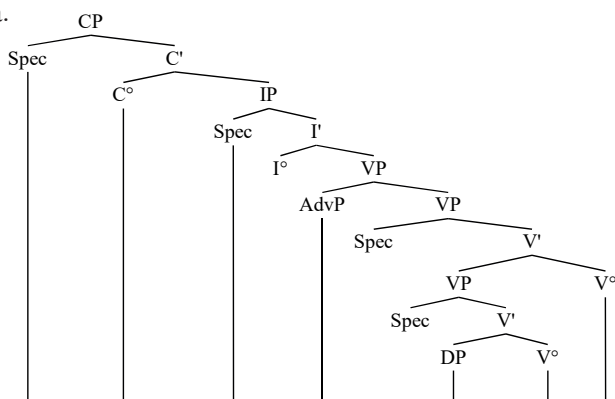 a.
CP
Spec C'
C° IP
Spec I'
I° VP
AdvP VP
Spec V'
VP V°
Spec V'
DP V°